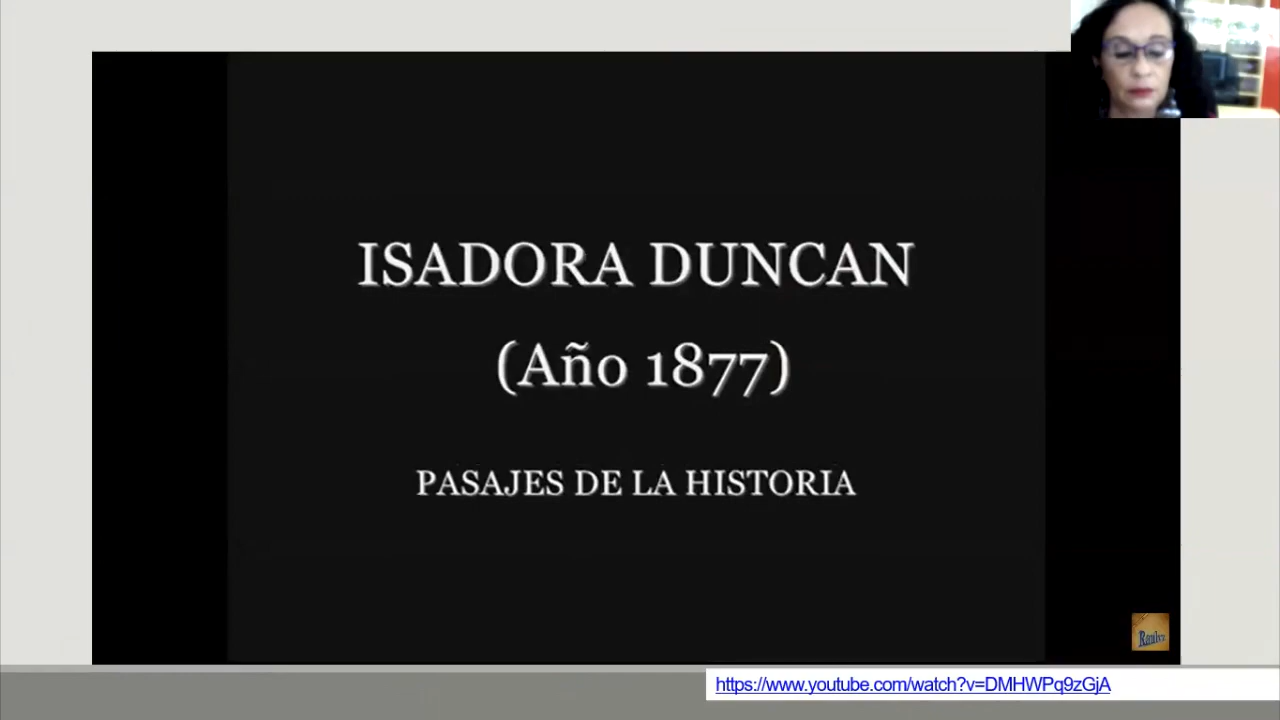 ISADORA DUNCAN
(Año 1877)
PASAJES DE LA HISTORIA
https://www.youtube.com/watch?v=DMHWPq9zGjA